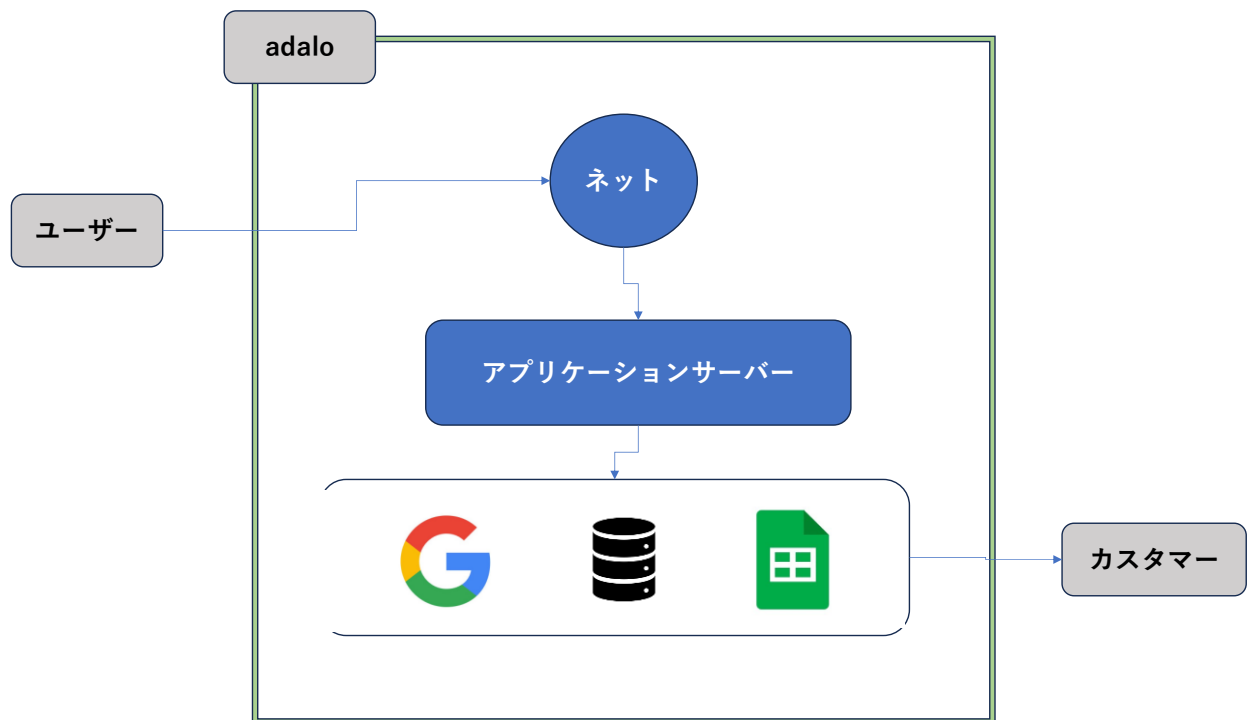 adalo
ネット
ユーザー
アプリケーションサーバー
カスタマー